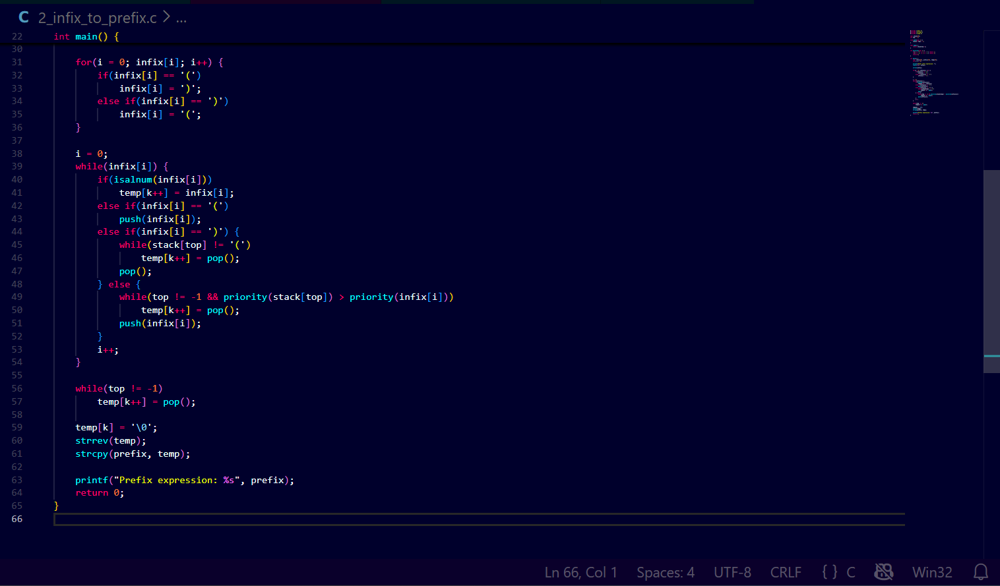 C 2_infix_to_prefix.c > ...
22 int main() {
30
31 for(i = 0; infix[i]; i++) {
32 if(infix[i] == '(')
33 infix[i] = ')';
34 else if(infix[i] == ')')
35 infix[i] = '(';
36 }
37
38 i = 0;
39 while(infix[i]) {
40 if(isalnum(infix[i]))
41 temp[k++] = infix[i];
42 else if(infix[i] == '(')
43 push(infix[i]);
44 else if(infix[i] == ')') {
45 while(stack[top] != '(')
46 temp[k++] = pop();
47 pop();
48 } else {
49 while(top != -1 && priority(stack[top]) > priority(infix[i]))
50 temp[k++] = pop();
51 push(infix[i]);
52 }
53 i++;
54 }
55
56 while(top != -1)
57 temp[k++] = pop();
58
59 temp[k] = '\0';
60 strrev(temp);
61 strcpy(prefix, temp);
62
63 printf("Prefix expression: %s", prefix);
64 return 0;
65 }
66
Ln 66, Col 1 Spaces: 4 UTF-8 CRLF {} C Win32